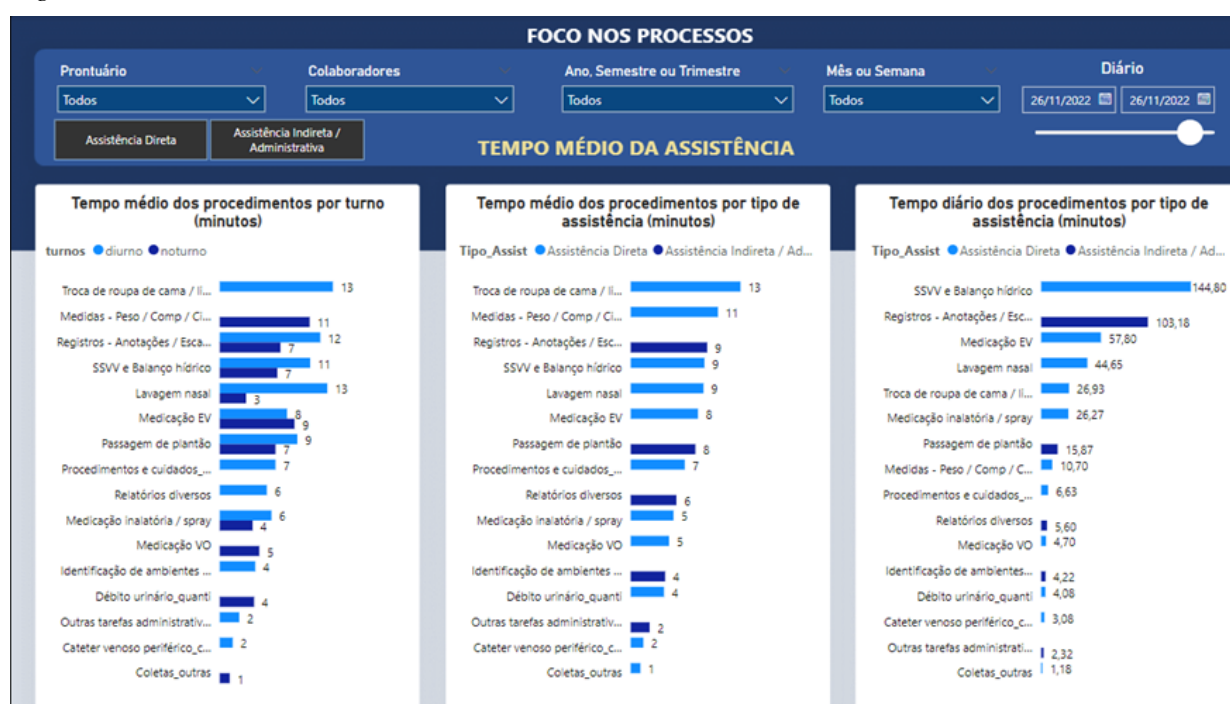 FOCO NOS PROCESSOS
Prontuário
Colaboradores
Ano, Semestre ou Trimestre
Mês ou Semana
Diário
Todos
Todos
Todos
Todos
26/11/2022
26/11/2022
Assistência Direta
Assistência Indireta /
Administrativa
TEMPO MÉDIO DA ASSISTÊNCIA
Tempo médio dos procedimentos por turno
(minutos)
turnos diurno noturno
Troca de roupa de cama / li... 13
Medidas - Peso / Comp / Ci... 11
Registros - Anotações / Esca... 12
7
SSVV e Balanço hídrico 11
7
Lavagem nasal 13
3
Medicação EV 8
9
Passagem de plantão 9
7
Procedimentos e cuidados_... 7
Relatórios diversos 6
Medicação inalatória / spray 6
4
Medicação VO 5
Identificação de ambientes ... 4
Débito urinário_quanti 4
Outras tarefas administrativ... 2
Cateter venoso periférico_c... 2
Coletas_outras 1
Tempo médio dos procedimentos por tipo de
assistência (minutos)
Tipo_Assist Assistência Direta Assistência Indireta / Ad...
Troca de roupa de cama / li... 13
Medidas - Peso / Comp / Ci... 11
Registros - Anotações / Esc... 9
SSVV e Balanço hídrico 9
Lavagem nasal 9
Medicação EV 8
Passagem de plantão 8
Procedimentos e cuidados_... 7
Relatórios diversos 6
Medicação inalatória / spray 5
Medicação VO 5
Identificação de ambientes ... 4
Débito urinário_quanti 4
Outras tarefas administrativ... 2
Cateter venoso periférico_c... 2
Coletas_outras 1
Tempo diário dos procedimentos por tipo de
assistência (minutos)
Tipo_Assist Assistência Direta Assistência Indireta / Ad...
SSVV e Balanço hídrico 144,80
Registros - Anotações / Esc... 103,18
Medicação EV 57,80
Lavagem nasal 44,65
Troca de roupa de cama / li... 26,93
Medicação inalatória / spray 26,27
Passagem de plantão 15,87
Medidas - Peso / Comp / C... 10,70
Procedimentos e cuidados_... 6,63
Relatórios diversos 5,60
Medicação VO 4,70
Identificação de ambientes... 4,22
Débito urinário_quanti 4,08
Cateter venoso periférico_c... 3,08
Outras tarefas administrati... 2,32
Coletas_outras 1,18